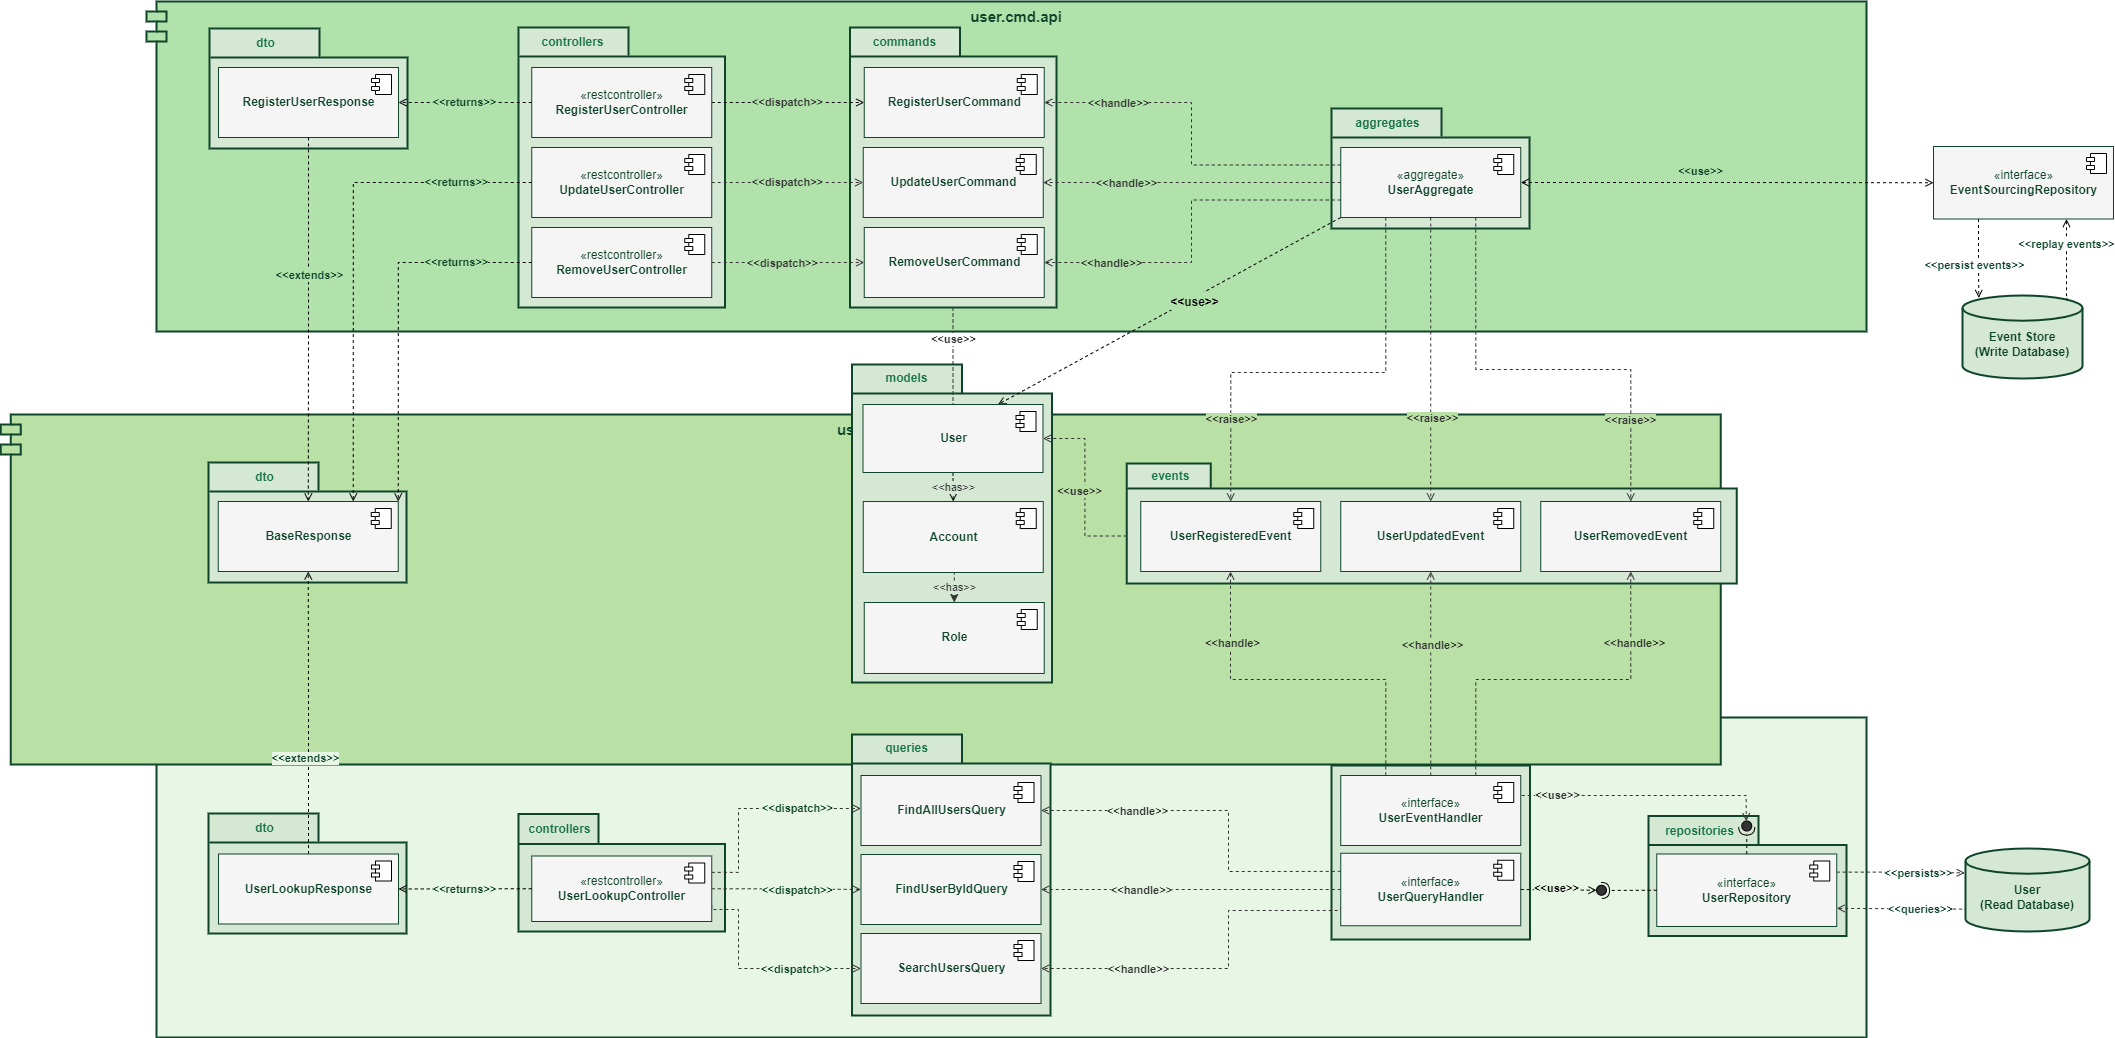 user.cmd.api
dto
controllers
commands
RegisterUserResponse
<<returns>>
«restcontroller»
RegisterUserController
<<dispatch>>
RegisterUserCommand
<<handle>>
aggregates
<<returns>>
«restcontroller»
UpdateUserController
<<dispatch>>
UpdateUserCommand
<<handle>>
«aggregate»
UserAggregate
<<use>>
«interface»
EventSourcingRepository
<<extends>>
<<returns>>
«restcontroller»
RemoveUserController
<<dispatch>>
RemoveUserCommand
<<handle>>
<<replay events>>
<<persist events>>
<<use>>
<<use>>
Event Store
(Write Database)
models
us
User
<<raise>>
<<raise>>
<<raise>>
dto
<<has>>
<<use>>
events
BaseResponse
Account
UserRegisteredEvent
UserUpdatedEvent
UserRemovedEvent
<<has>>
Role
<<handle>
<<handle>>
<<handle>>
<<extends>>
queries
dto
controllers
<<dispatch>>
FindAllUsersQuery
<<handle>>
«interface»
UserEventHandler
<<use>>
repositories
UserLookupResponse
<<returns>>
«restcontroller»
UserLookupController
<<dispatch>>
FindUserByIdQuery
<<handle>>
«interface»
UserQueryHandler
<<use>>
«interface»
UserRepository
<<persists>>
<<queries>>
User
(Read Database)
<<dispatch>>
SearchUsersQuery
<<handle>>